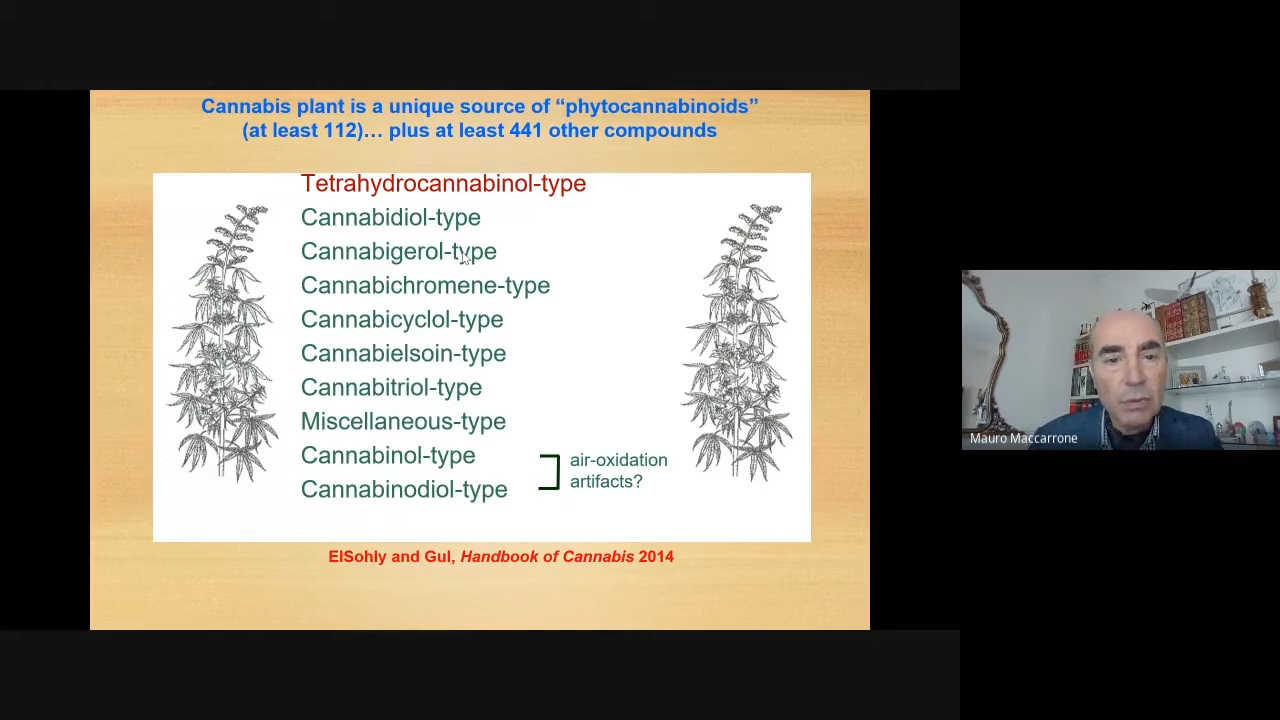 Cannabis plant is a unique source of “phytocannabinoids”
(at least 112)… plus at least 441 other compounds
Tetrahydrocannabinol-type
Cannabidiol-type
Cannabigerol-type
Cannabichromene-type
Cannabicyclol-type
Cannabielsoin-type
Cannabitriol-type
Miscellaneous-type
Cannabinol-type
Cannabinodiol-type
air-oxidation
artifacts?
ElSohly and Gul, Handbook of Cannabis 2014
Mauro Maccarrone